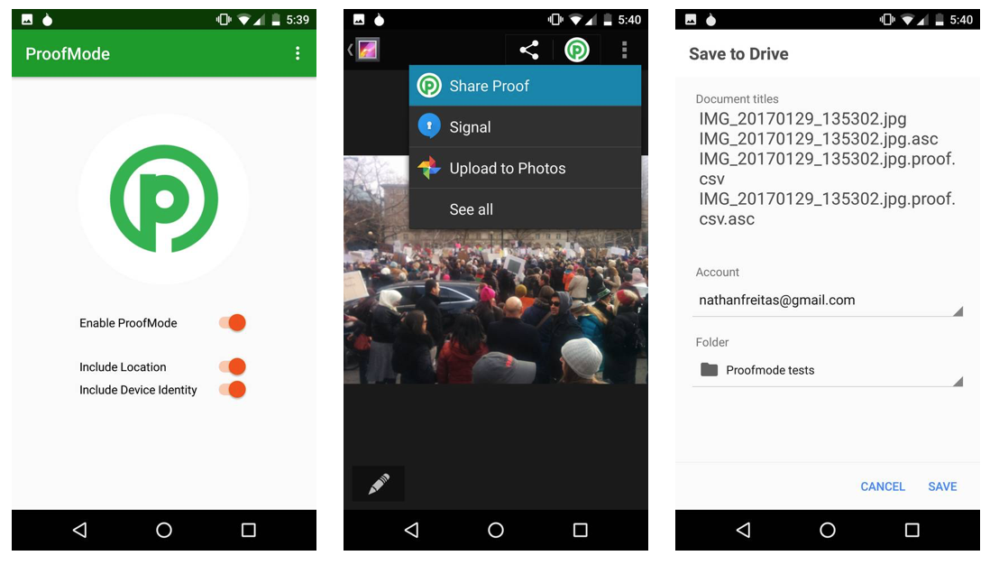 5:39
ProofMode
Enable ProofMode
Include Location
Include Device Identity
5:40
Share Proof
Signal
Upload to Photos
See all
5:40
Save to Drive
Document titles
IMG_20170129_135302.jpg
IMG_20170129_135302.jpg.asc
IMG_20170129_135302.jpg.proof.
csv
IMG_20170129_135302.jpg.proof.
csv.asc
Account
nathanfreitas@gmail.com
Folder
Proofmode tests
CANCEL SAVE